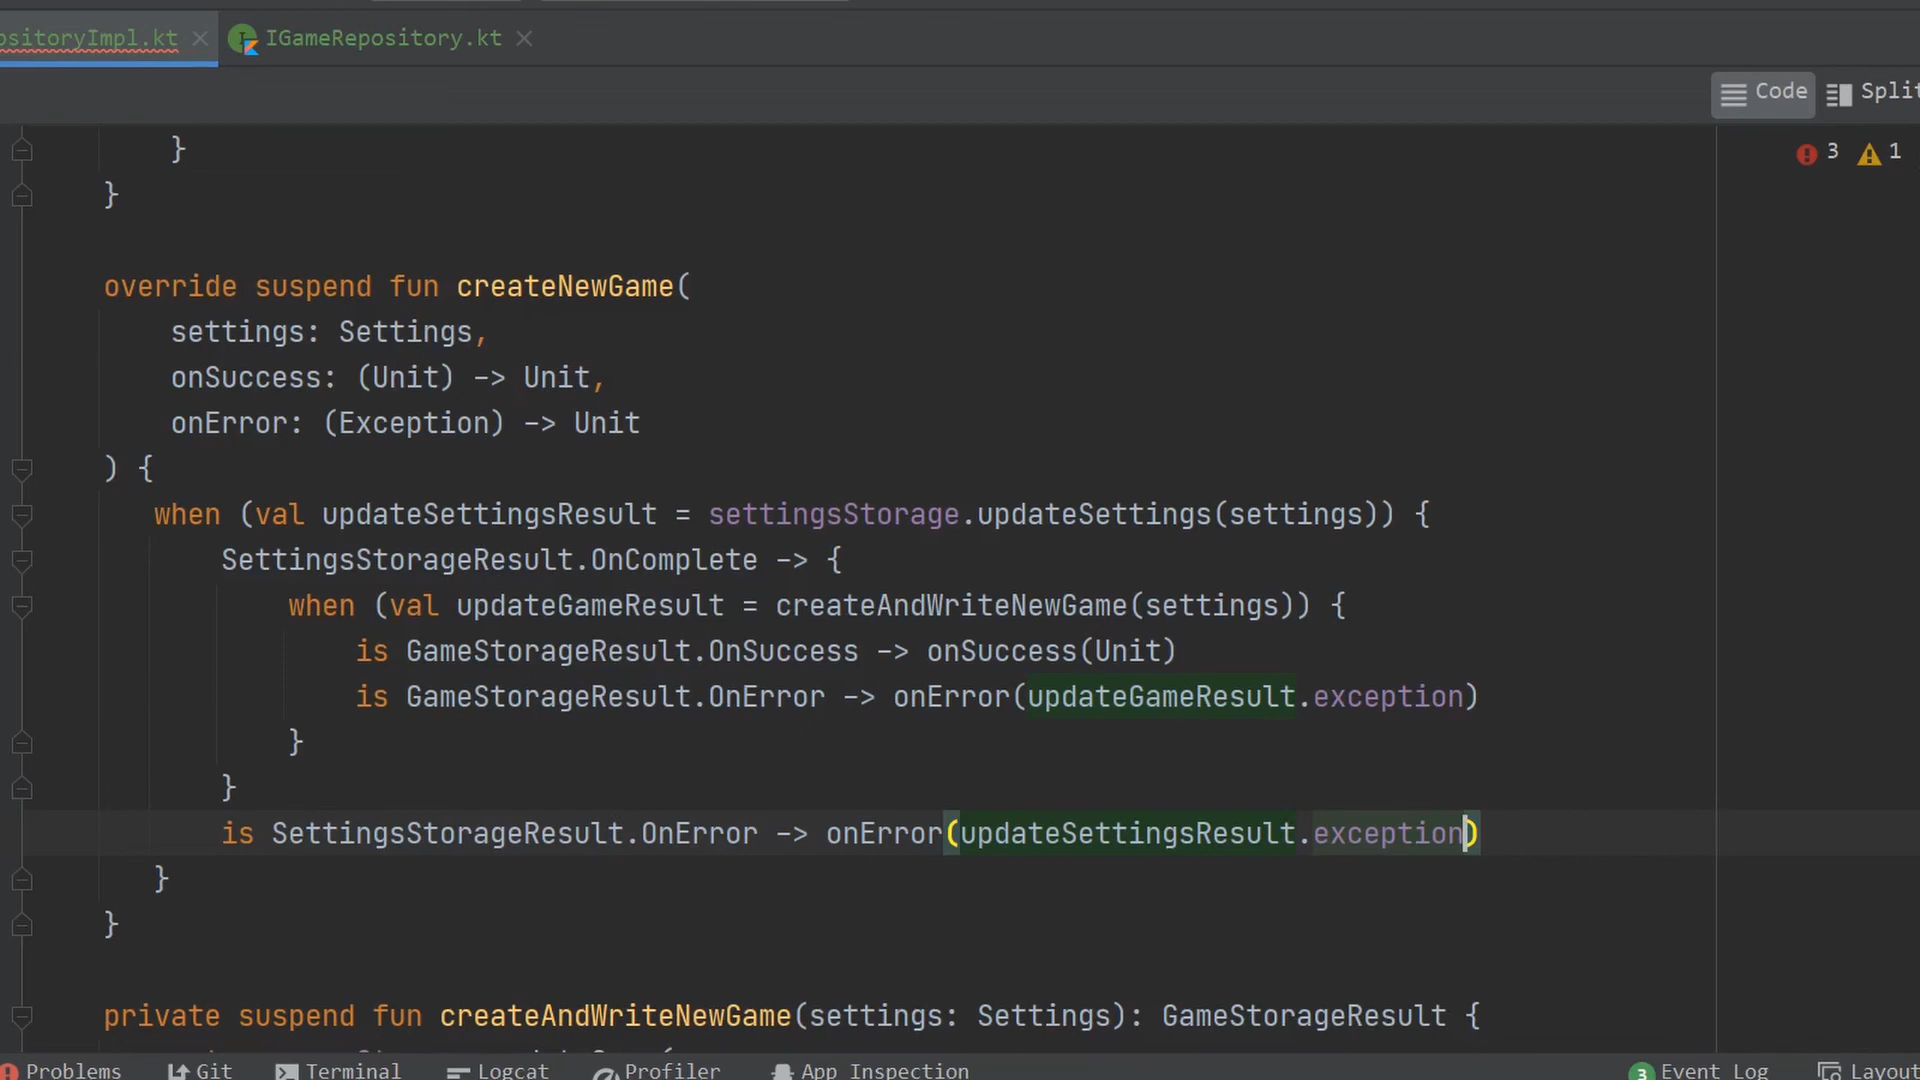 ositoryImpl.kt
IGameRepository.kt
Code
Split
3 1
}
}
override suspend fun createNewGame(
settings: Settings,
onSuccess: (Unit) -> Unit,
onError: (Exception) -> Unit
) {
when (val updateSettingsResult = settingsStorage.updateSettings(settings)) {
SettingsStorageResult.OnComplete -> {
when (val updateGameResult = createAndWriteNewGame(settings)) {
is GameStorageResult.OnSuccess -> onSuccess(Unit)
is GameStorageResult.OnError -> onError(updateGameResult.exception)
}
}
is SettingsStorageResult.OnError -> onError(updateSettingsResult.exception)
}
}
private suspend fun createAndWriteNewGame(settings: Settings): GameStorageResult {
Problems
Git
Terminal
Logcat
Profiler
App Inspection
3 Event Log
Layout